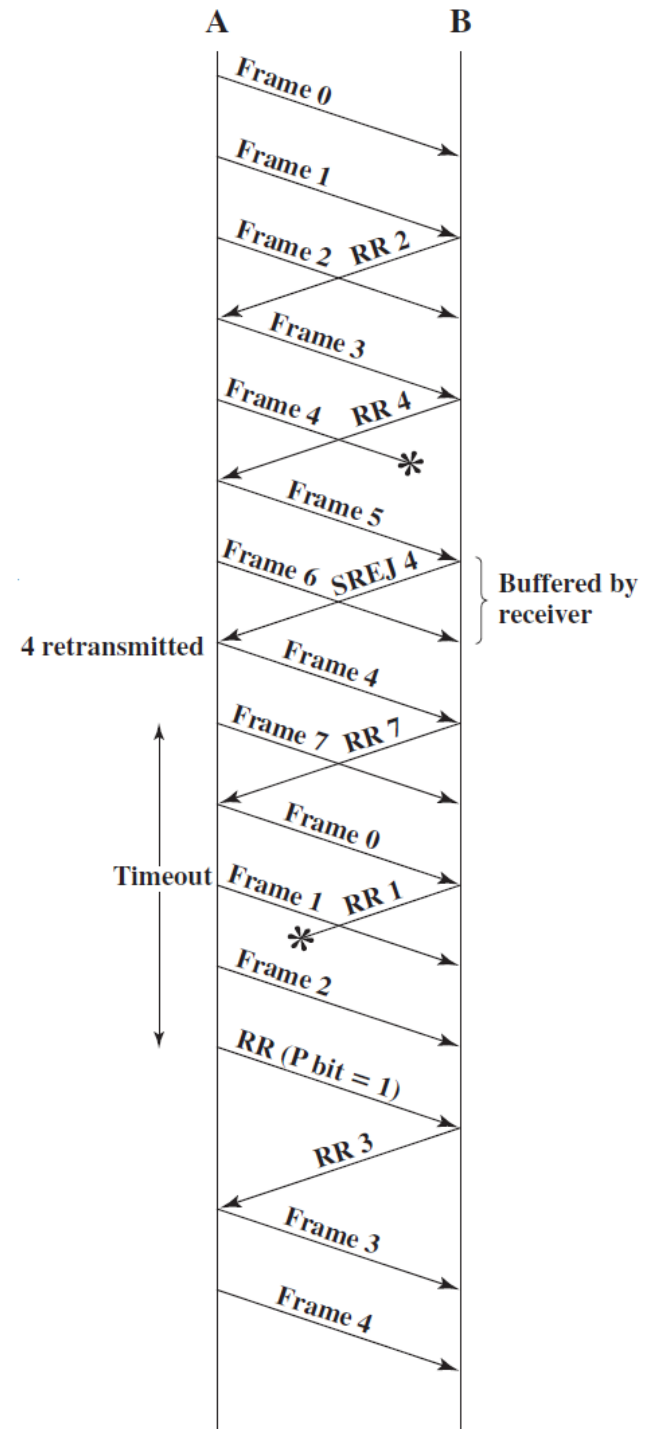 A
B
Frame 0
Frame 1
Frame 2
RR 2
Frame 3
Frame 4
RR 4
*
Frame 5
Frame 6
SREJ 4
Buffered by
receiver
4 retransmitted
Frame 4
Frame 7
RR 7
Frame 0
Timeout
Frame 1
RR 1
*
Frame 2
RR (P bit = 1)
RR 3
Frame 3
Frame 4